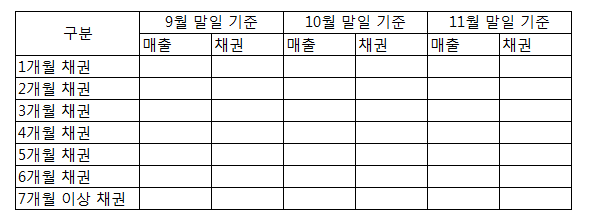 구분 9월 말일 기준 10월 말일 기준 11월 말일 기준
매출 채권 매출 채권 매출 채권
1개월 채권
2개월 채권
3개월 채권
4개월 채권
5개월 채권
6개월 채권
7개월 이상 채권